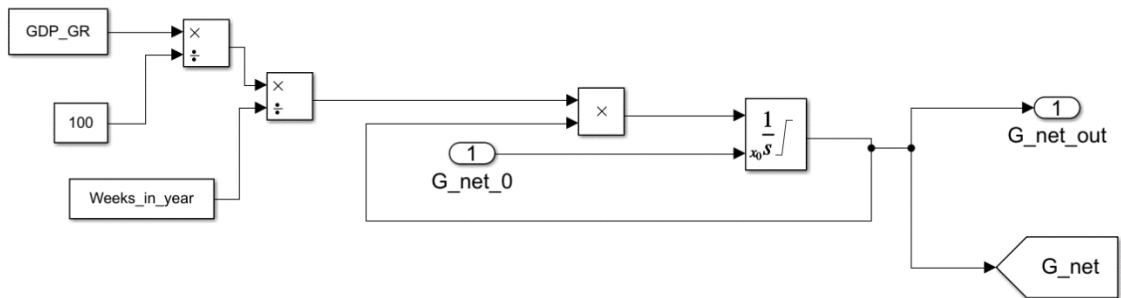 GDP_GR
×
÷
100
×
÷
Weeks_in_year
×
1
G_net_0
1
s
x₀
1
G_net_out
G_net